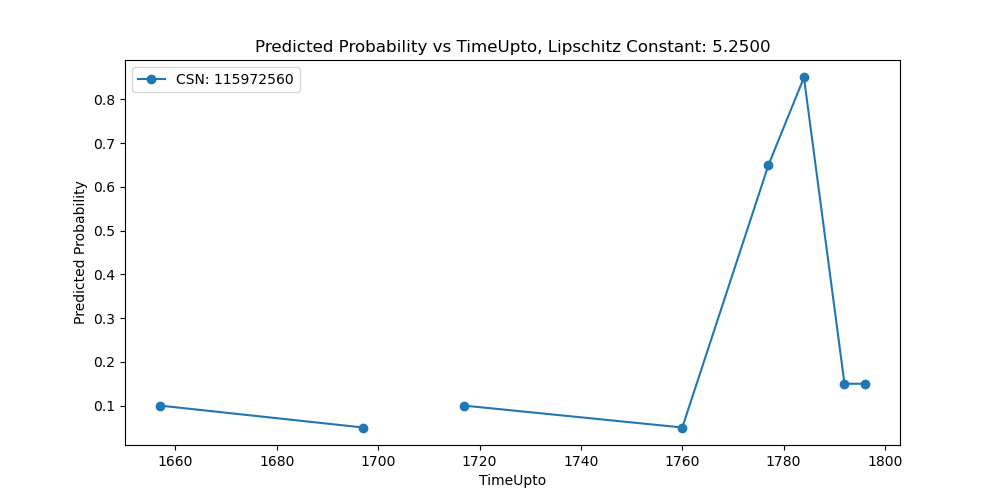 Predicted Probability vs TimeUpto, Lipschitz Constant: 5.2500
CSN: 115972560
Predicted Probability
0.8
0.7
0.6
0.5
0.4
0.3
0.2
0.1
1660 1680 1700 1720 1740 1760 1780 1800
TimeUpto